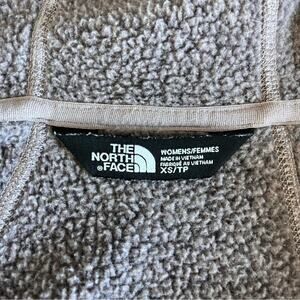 THE
NORTH
FACE
WOMENS/FEMMES
MADE IN VIETNAM
FABRIQUÉ AU VIETNAM
XS/TP